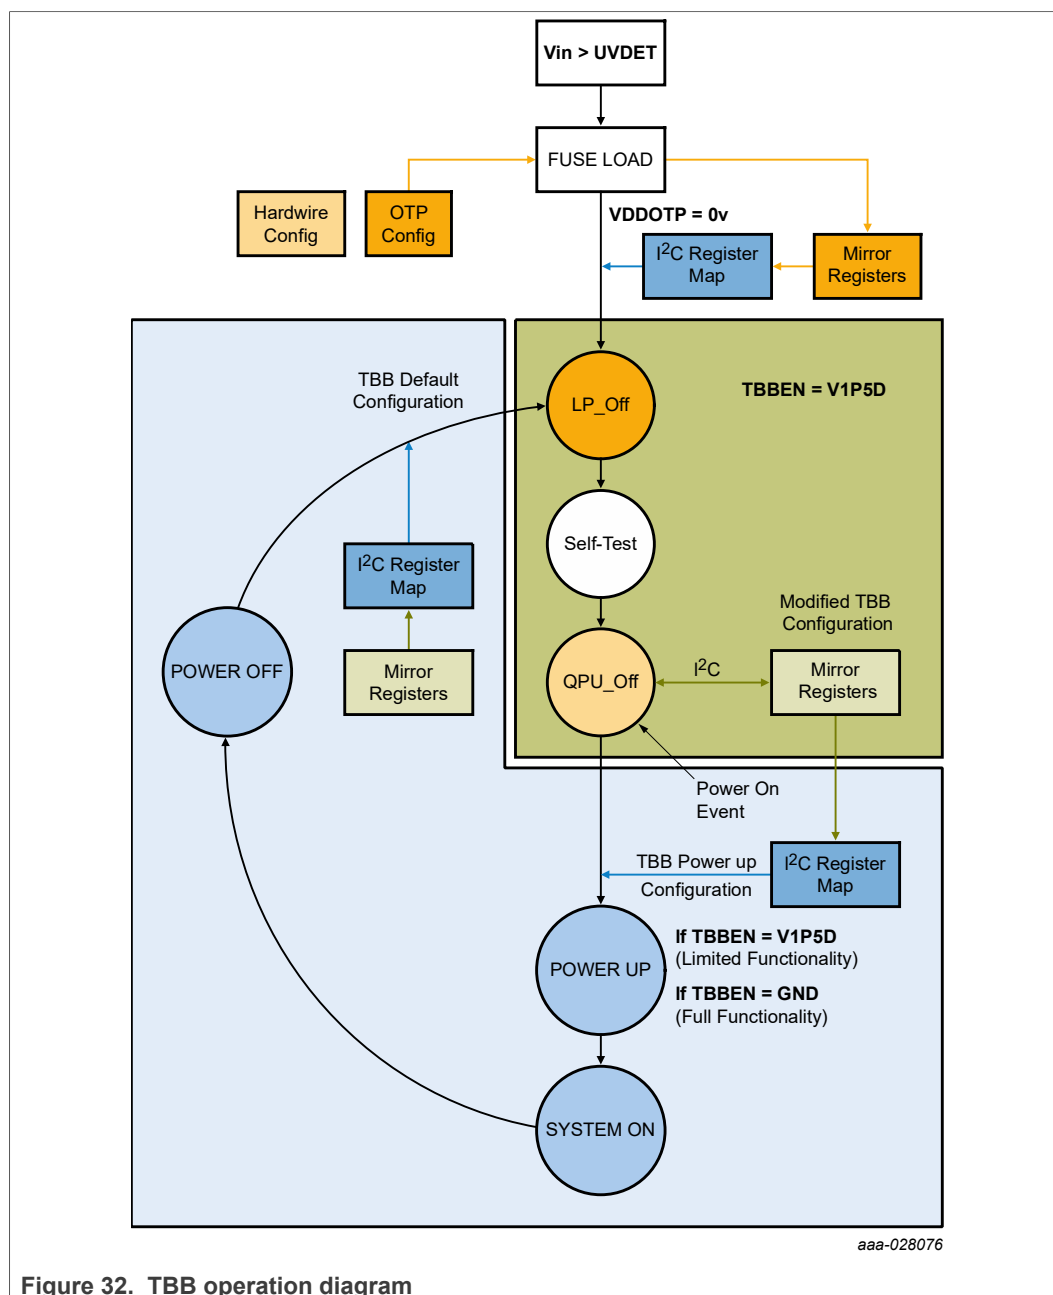 Vin > UVDET
FUSE LOAD
Hardwire
Config
OTP
Config
VDDOTP = 0v
I2C Register
Map
Mirror
Registers
TBB Default
Configuration
LP_Off
TBBEN = V1P5D
Self-Test
I2C Register
Map
Modified TBB
Configuration
POWER OFF
Mirror
Registers
QPU_Off
I2C
Mirror
Registers
Power On
Event
TBB Power up
Configuration
I2C Register
Map
POWER UP
If TBBEN = V1P5D
(Limited Functionality)
If TBBEN = GND
(Full Functionality)
SYSTEM ON
aaa-028076
Figure 32. TBB operation diagram